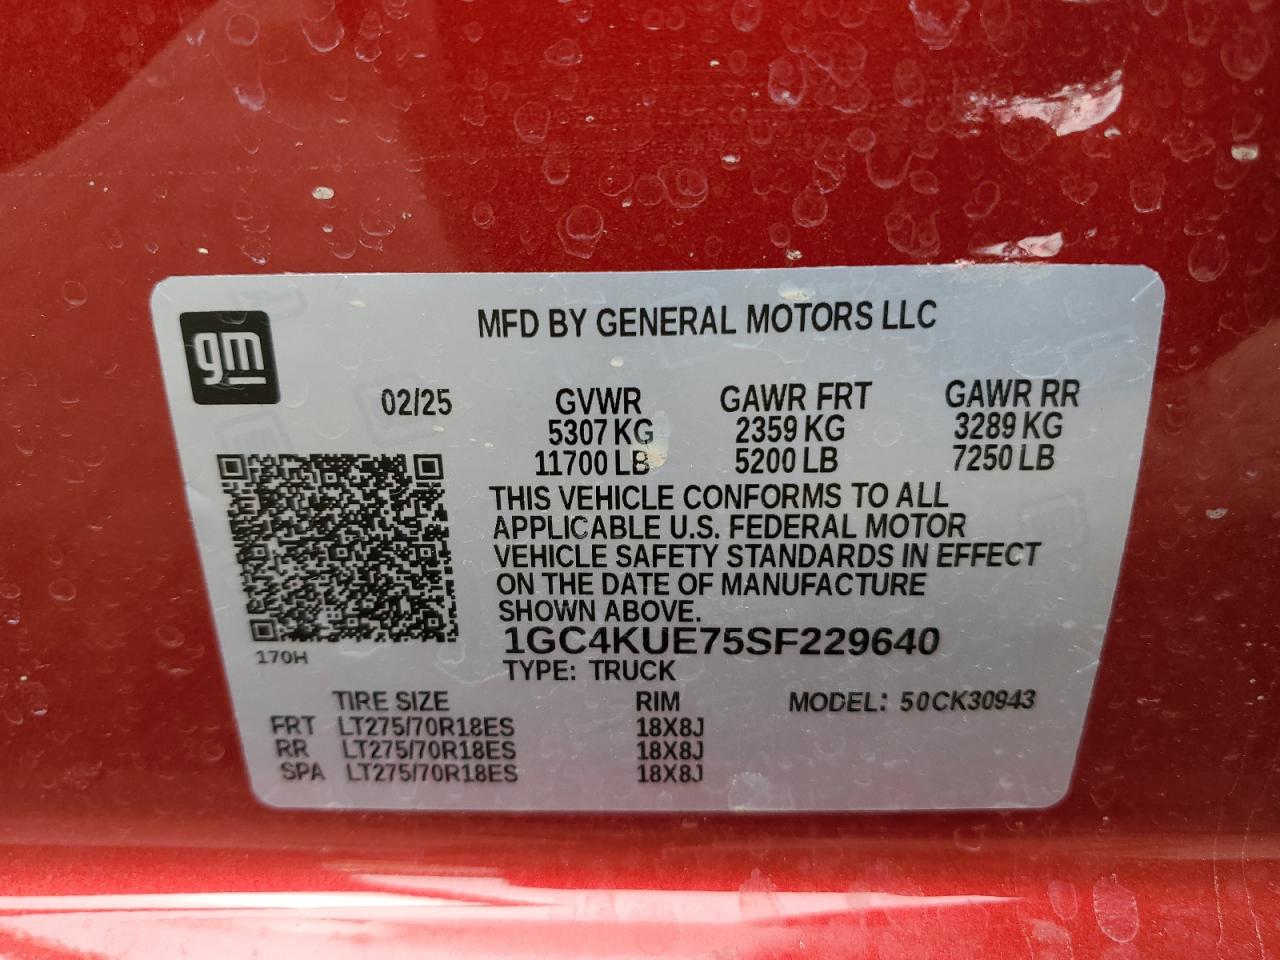 gm
MFD BY GENERAL MOTORS LLC
02/25 GVWR GAWR FRT GAWR RR
5307 KG 2359 KG 3289 KG
11700 LB 5200 LB 7250 LB
THIS VEHICLE CONFORMS TO ALL
APPLICABLE U.S. FEDERAL MOTOR
VEHICLE SAFETY STANDARDS IN EFFECT
ON THE DATE OF MANUFACTURE
SHOWN ABOVE.
1GC4KUE75SF229640
170H
TYPE: TRUCK
TIRE SIZE RIM MODEL: 50CK30943
FRT LT275/70R18ES 18X8J
RR LT275/70R18ES 18X8J
SPA LT275/70R18ES 18X8J